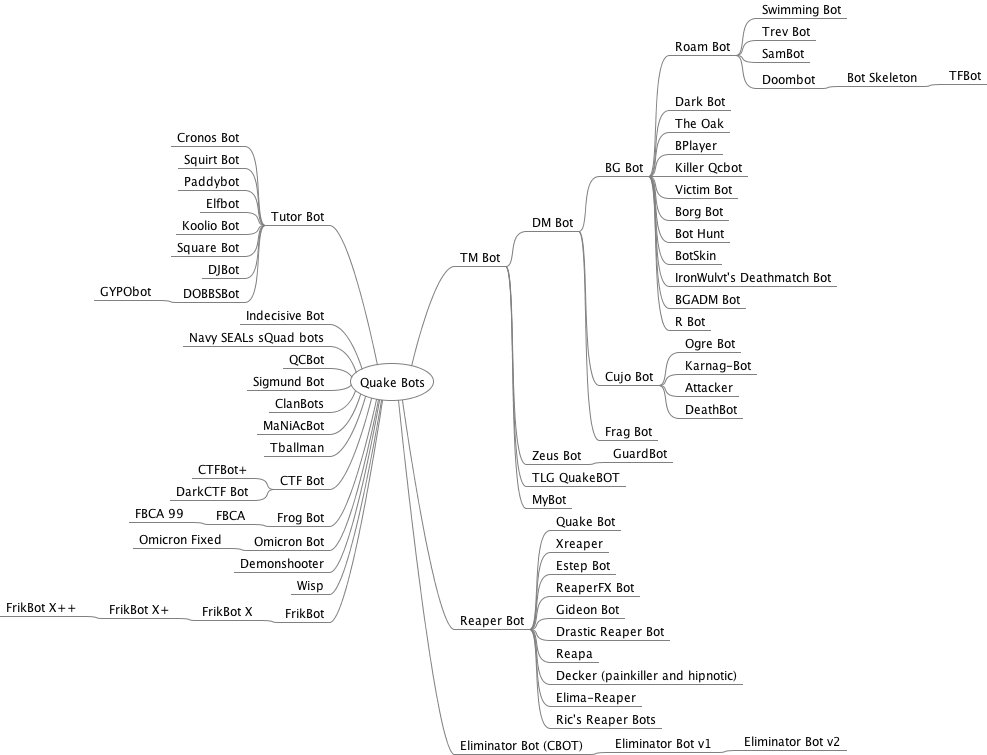 Quake Bots
Tutor Bot
Cronos Bot
Squirt Bot
Paddybot
Elfbot
Koolio Bot
Square Bot
DJBot
DOBBSBot
GYPObot
Indecisive Bot
Navy SEALs sQuad bots
QCBot
Sigmund Bot
ClanBots
MaNiAcBot
Tballman
CTF Bot
CTFBot+
DarkCTF Bot
Frog Bot
FBCA
FBCA 99
Omicron Bot
Omicron Fixed
Demonshooter
Wisp
FrikBot
FrikBot X
FrikBot X+
FrikBot X++
TM Bot
DM Bot
BG Bot
Roam Bot
Swimming Bot
Trev Bot
SamBot
Doombot
Bot Skeleton
TFBot
Dark Bot
The Oak
BPlayer
Killer Qcbot
Victim Bot
Borg Bot
Bot Hunt
BotSkin
IronWulvt's Deathmatch Bot
BGADM Bot
R Bot
Cujo Bot
Ogre Bot
Karnag-Bot
Attacker
DeathBot
Frag Bot
Zeus Bot
GuardBot
TLG QuakeBOT
MyBot
Reaper Bot
Quake Bot
Xreaper
Estep Bot
ReaperFX Bot
Gideon Bot
Drastic Reaper Bot
Reapa
Decker (painkiller and hipnotic)
Elima-Reaper
Ric's Reaper Bots
Eliminator Bot (CBOT)
Eliminator Bot v1
Eliminator Bot v2